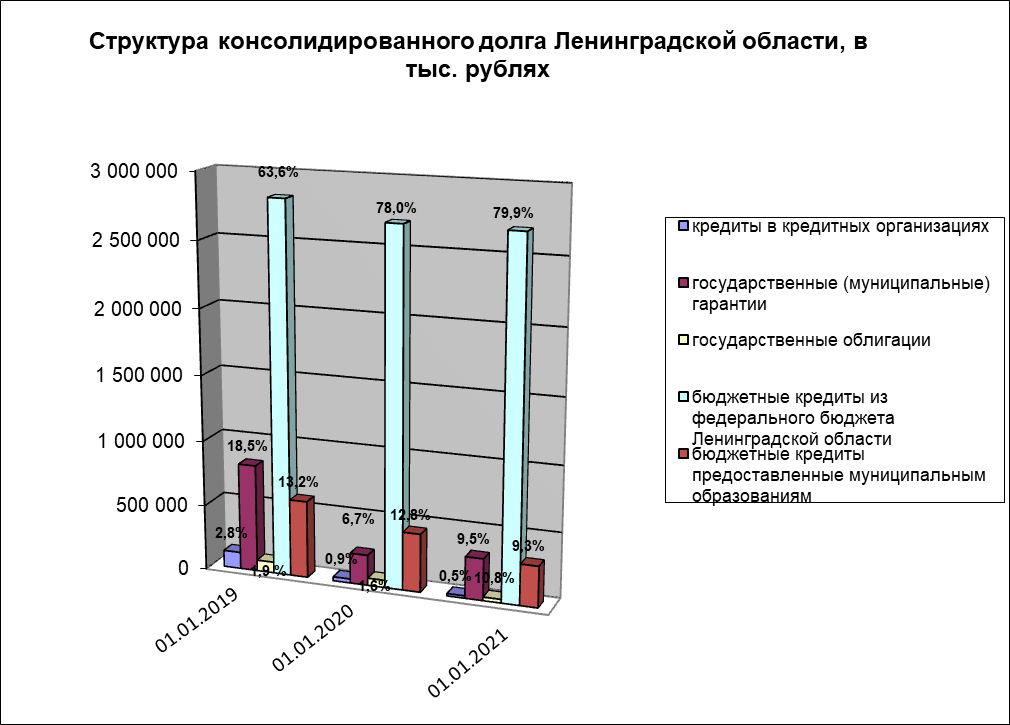 Структура консолидированного долга Ленинградской области, в
тыс. рублях
3 000 000
2 500 000
2 000 000
1 500 000
1 000 000
500 000
0
63,6%
78,0%
79,9%
18,5%
13,2%
2,8%
1,9%
6,7%
12,8%
0,9%
1,6%
9,5%
9,3%
0,5%
10,8%
01.01.2019
01.01.2020
01.01.2021
кредиты в кредитных организациях
государственные (муниципальные)
гарантии
государственные облигации
бюджетные кредиты из
федерального бюджета
Ленинградской области
бюджетные кредиты
предоставленные муниципальным
образованиям